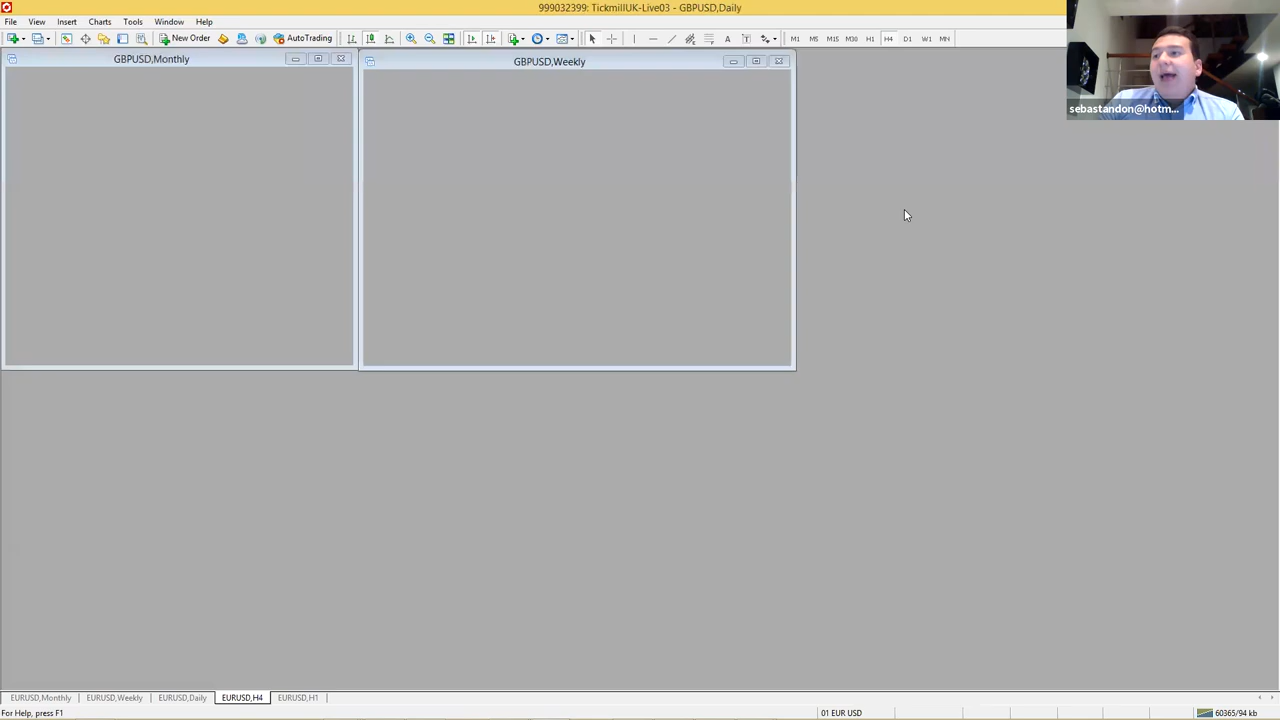 999032399: TickmillUK-Live03 - GBPUSD,Daily
File View Insert Charts Tools Window Help
New Order AutoTrading A T M1 M5 M15 M30 H1 H4 D1 W1 MN
sebastandon@hotm...
GBPUSD,Monthly
GBPUSD,Weekly
EURUSD,Monthly EURUSD,Weekly EURUSD,Daily EURUSD,H4 EURUSD,H1
For Help, press F1 01 EUR USD 60365/94 kb